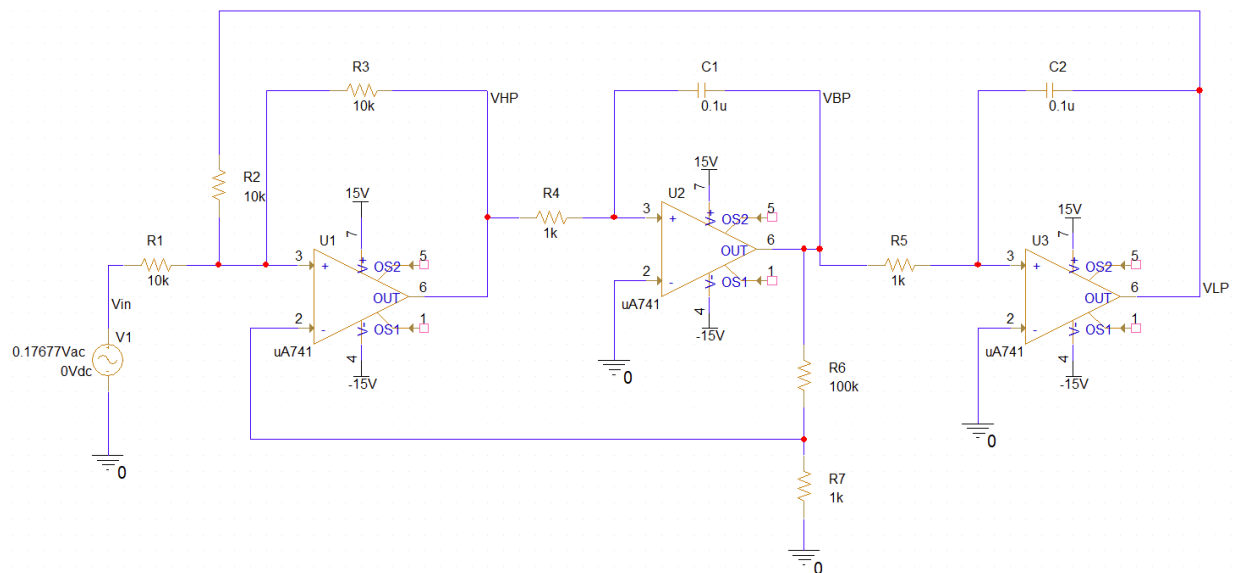 R3
10k
VHP
C1
0.1u
VBP
C2
0.1u
R2
10k
15V
7
U1
3
+
V+
OS2
5
OUT
6
2
-
V-
OS1
1
uA741
4
-15V
R1
10k
Vin
V1
0.17677Vac
0Vdc
0
R4
1k
15V
7
U2
3
+
V+
OS2
5
OUT
6
2
-
V-
OS1
1
uA741
4
-15V
0
R5
1k
15V
7
U3
3
+
V+
OS2
5
OUT
6
2
-
V-
OS1
1
uA741
4
-15V
0
VLP
R6
100k
R7
1k
0